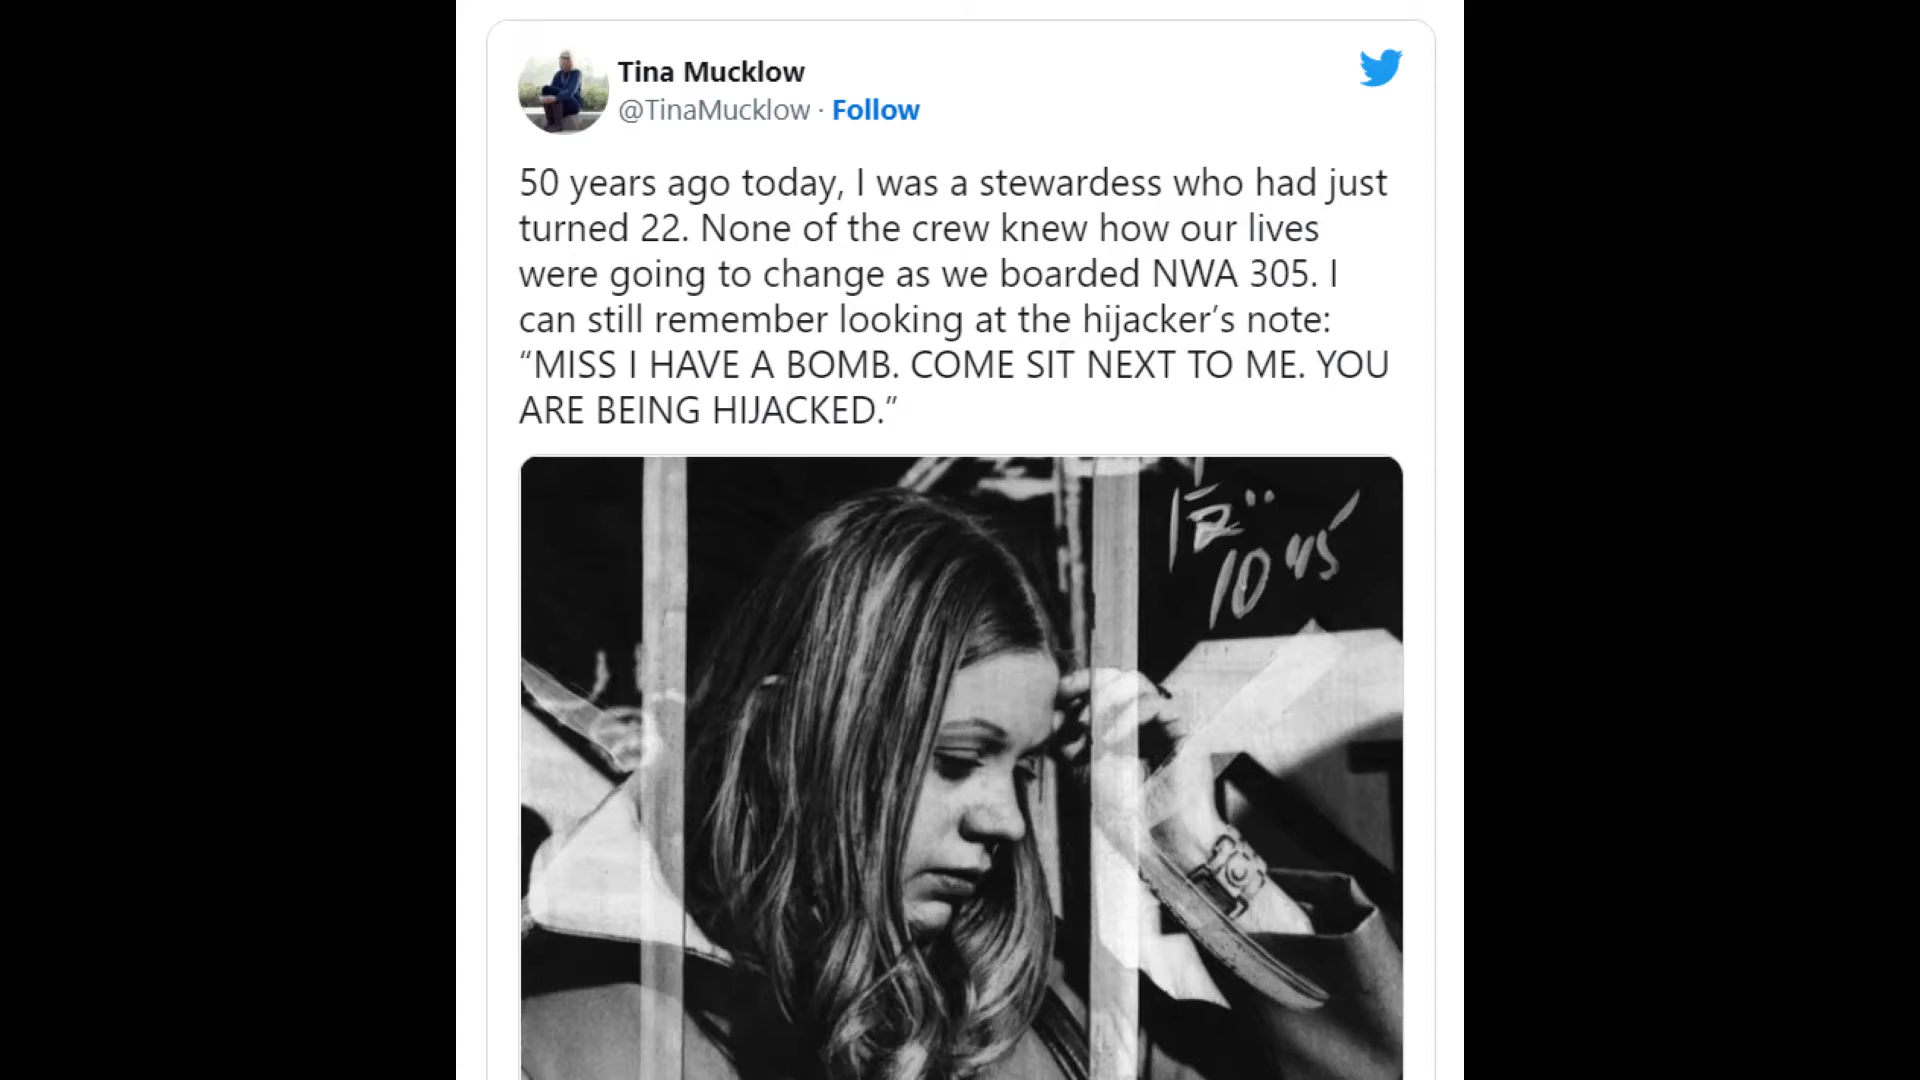 Tina Mucklow
@TinaMucklow · Follow
50 years ago today, I was a stewardess who had just
turned 22. None of the crew knew how our lives
were going to change as we boarded NWA 305. I
can still remember looking at the hijacker’s note:
“MISS I HAVE A BOMB. COME SIT NEXT TO ME. YOU
ARE BEING HIJACKED.”
10 45